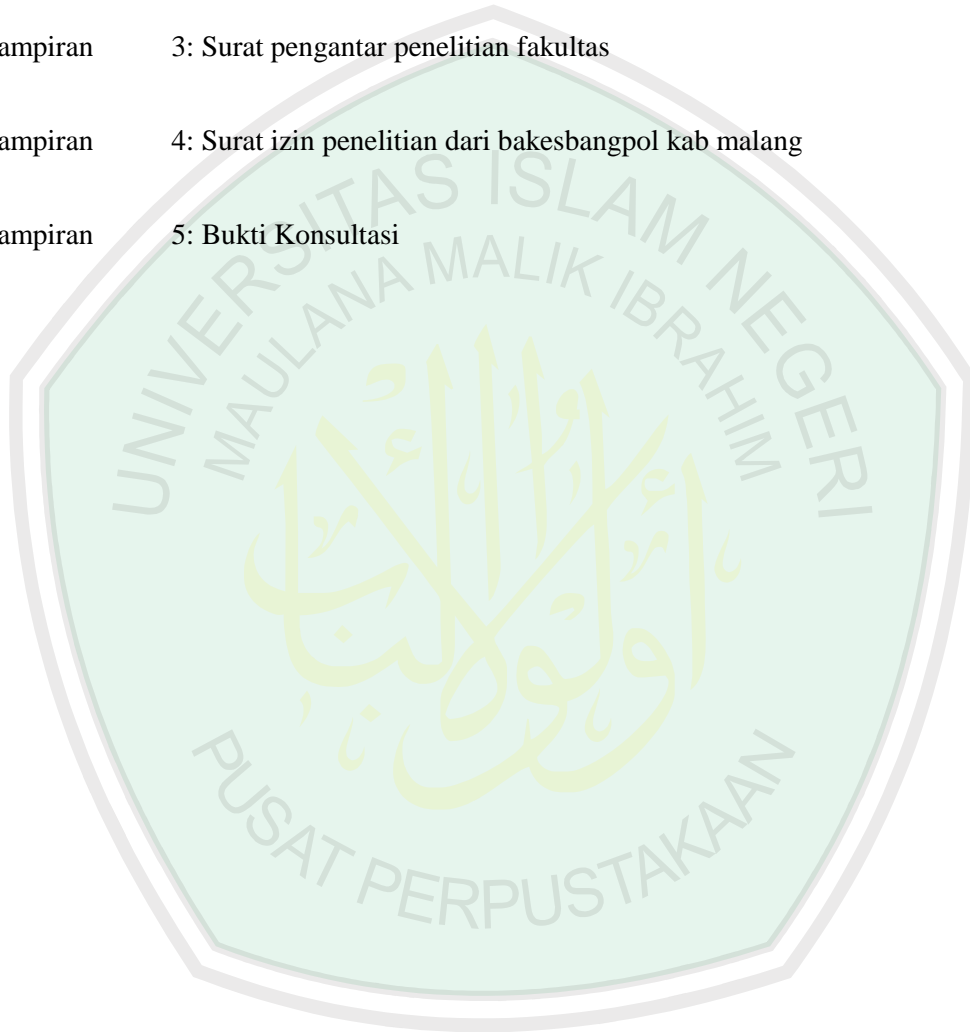 ampiran 3: Surat pengantar penelitian fakultas
ampiran 4: Surat izin penelitian dari bakesbangpol kab malang
ampiran 5: Bukti Konsultasi
UNIVERSITAS ISLAM NEGERI
MAULANA MALIK IBRAHIM
PUSAT PERPUSTAKAAN